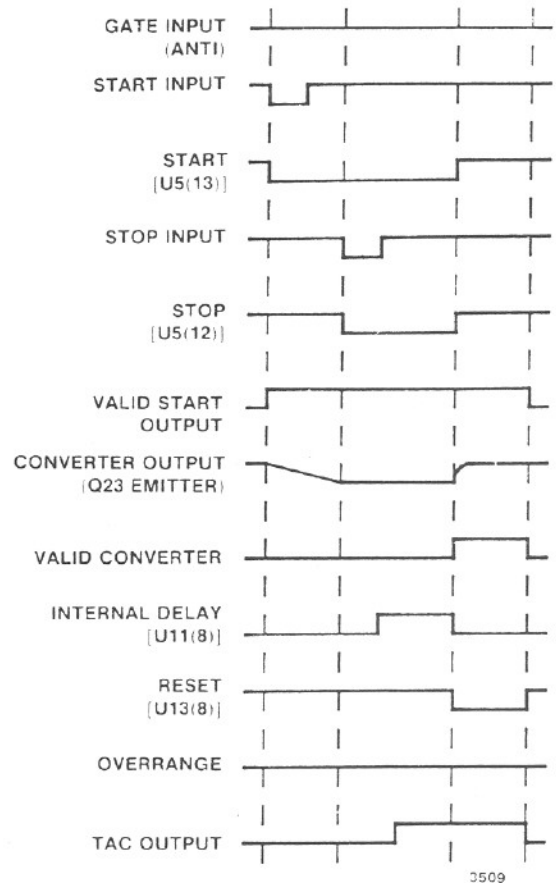 GATE INPUT
(ANTI)
START INPUT
START
[U5(13)]
STOP INPUT
STOP
[U5(12)]
VALID START
OUTPUT
CONVERTER OUTPUT
(Q23 EMITTER)
VALID CONVERTER
INTERNAL DELAY
[U11(8)]
RESET
[U13(8)]
OVERRANGE
TAC OUTPUT
3509